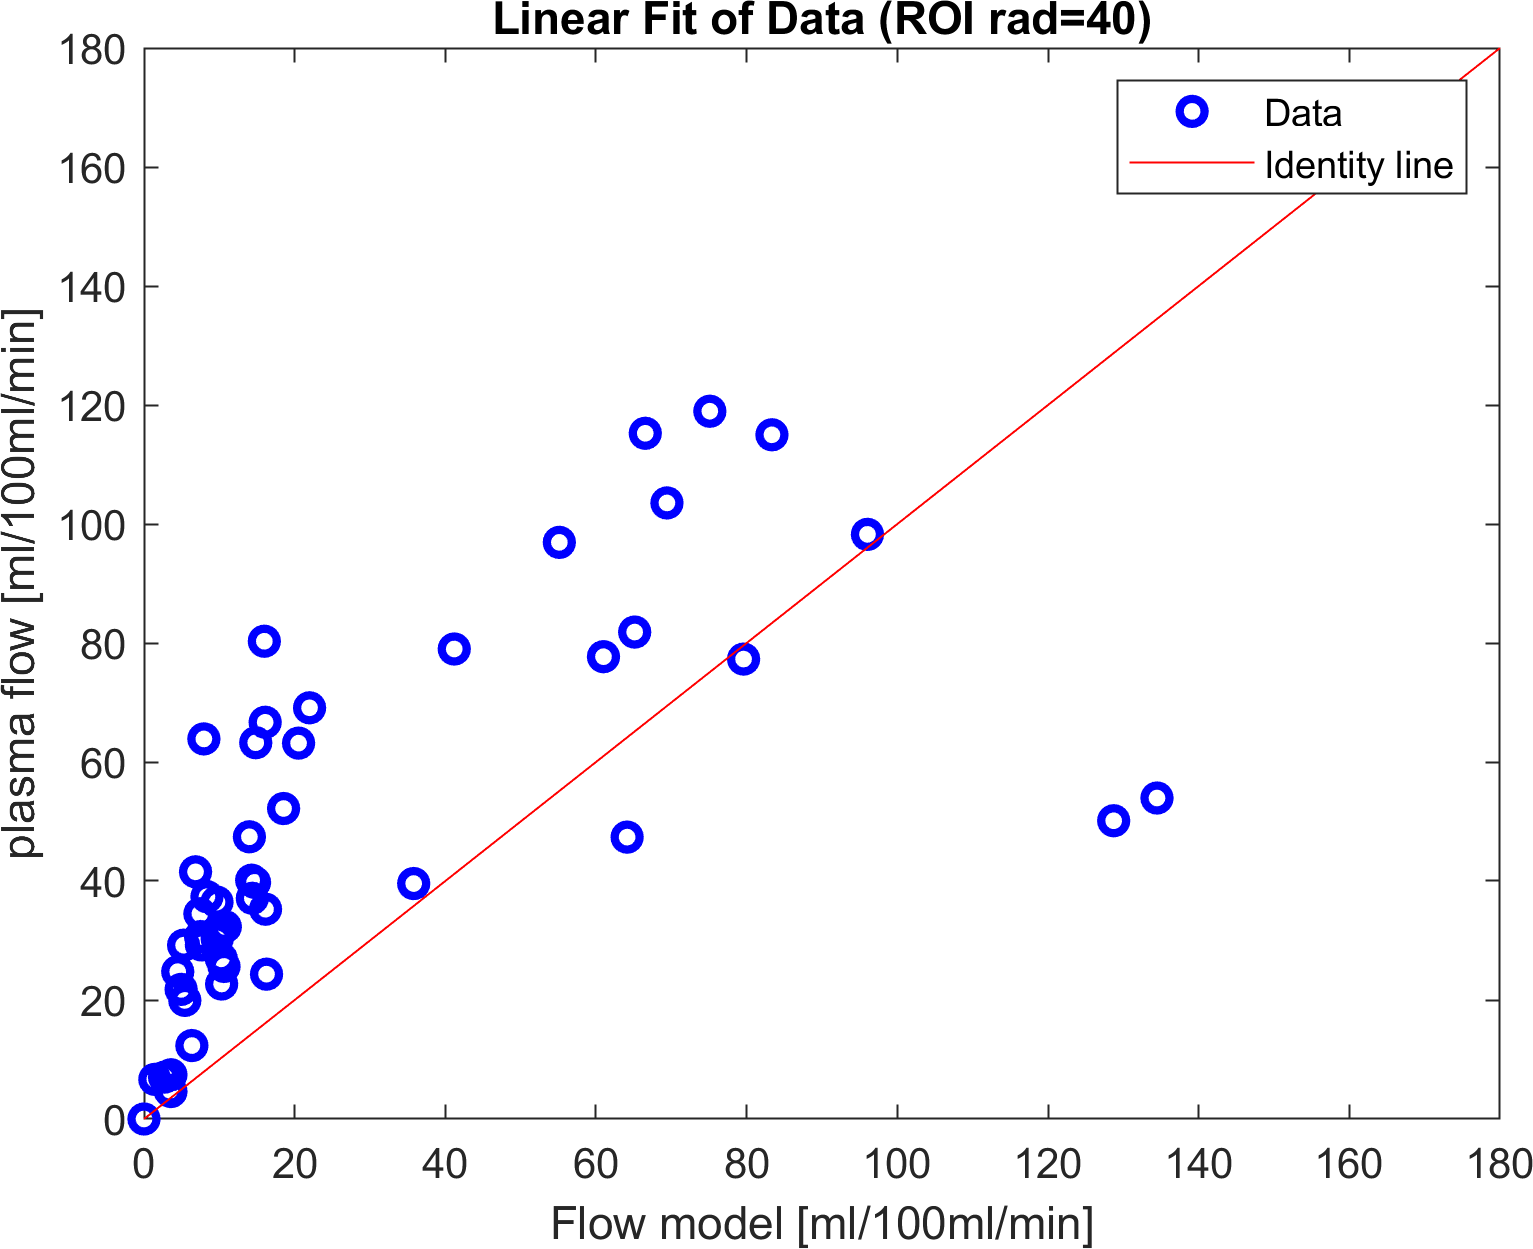 Linear Fit of Data (ROI rad=40)
180
160
140
120
100
80
60
40
20
0
plasma flow [ml/100ml/min]
Data
Identity line
0 20 40 60 80 100 120 140 160 180
Flow model [ml/100ml/min]